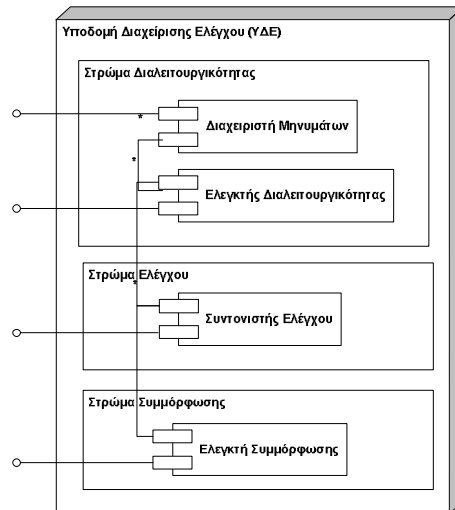 Υποδομή Διαχείρισης Ελέγχου (ΥΔΕ)
Στρώμα Διαλειτουργικότητας
*
Διαχειριστή Μηνυμάτων
*
Ελεγκτής Διαλειτουργικότητας
Στρώμα Ελέγχου
*
Συντονιστής Ελέγχου
Στρώμα Συμμόρφωσης
Ελεγκτή Συμμόρφωσης